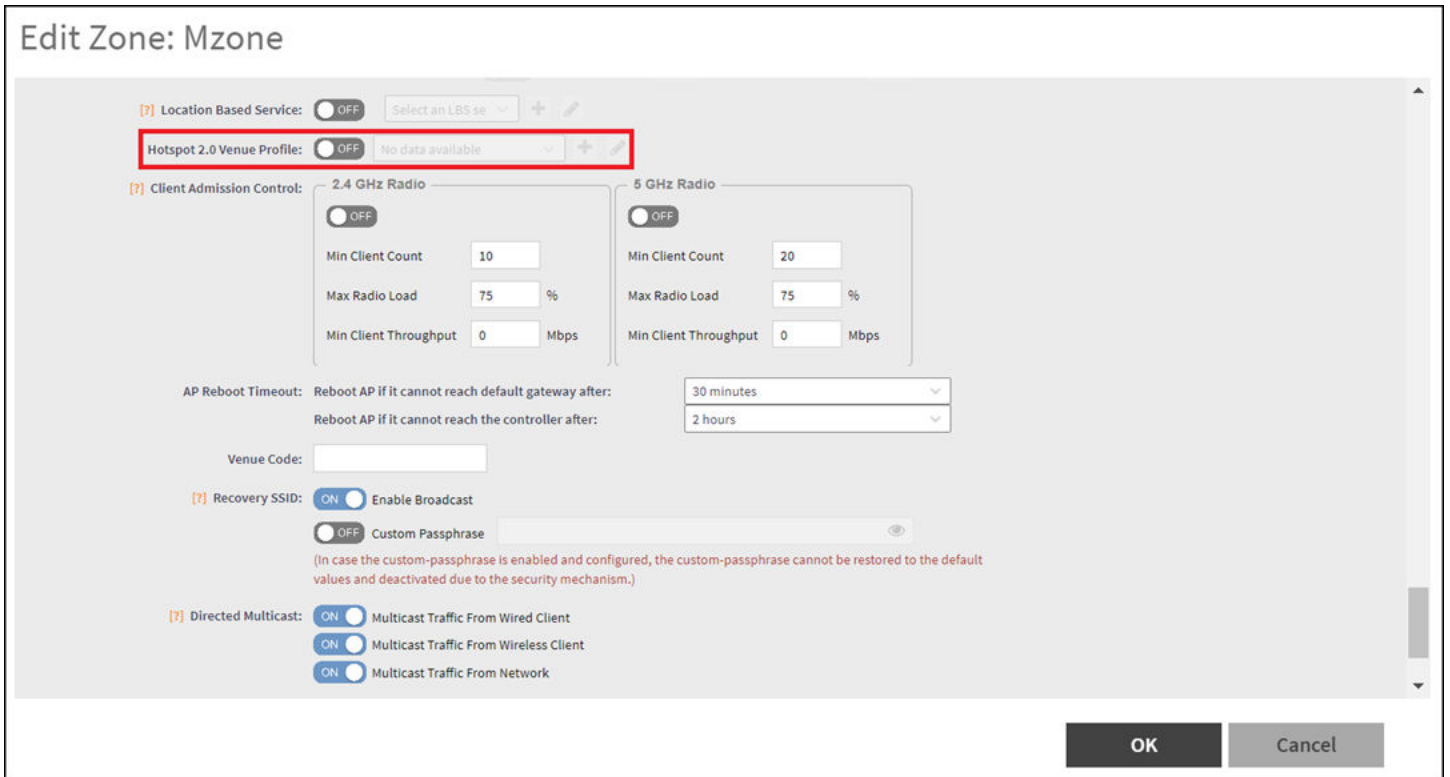 Edit Zone: Mzone
[?] Location Based Service: OFF Select an LBS se
Hotspot 2.0 Venue Profile: OFF No data available
[?] Client Admission Control: 2.4 GHz Radio 5 GHz Radio
OFF OFF
Min Client Count 10 Min Client Count 20
Max Radio Load 75 % Max Radio Load 75 %
Min Client Throughput 0 Mbps Min Client Throughput 0 Mbps
AP Reboot Timeout: Reboot AP if it cannot reach default gateway after: 30 minutes
Reboot AP if it cannot reach the controller after: 2 hours
Venue Code:
[?] Recovery SSID: ON Enable Broadcast
OFF Custom Passphrase
(In case the custom-passphrase is enabled and configured, the custom-passphrase cannot be restored to the default
values and deactivated due to the security mechanism.)
[?] Directed Multicast: ON Multicast Traffic From Wired Client
ON Multicast Traffic From Wireless Client
ON Multicast Traffic From Network
OK Cancel